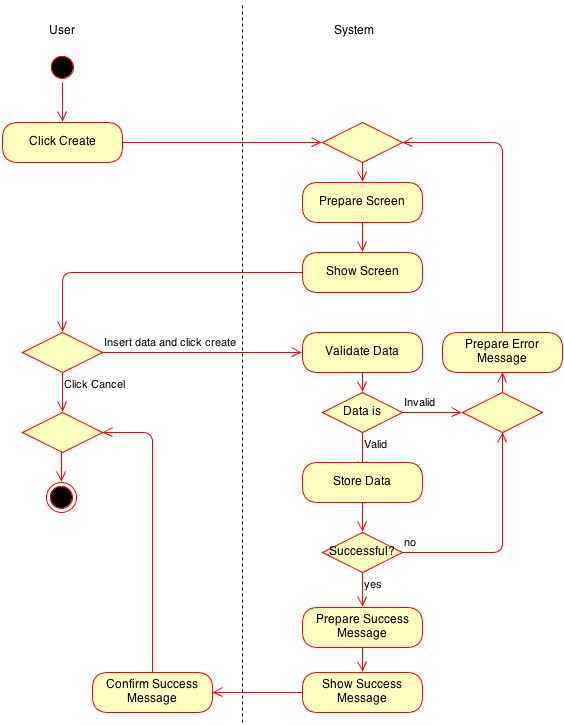 User
System
Click Create
Prepare Screen
Show Screen
Insert data and click create
Validate Data
Prepare Error
Message
Click Cancel
Data is
Invalid
Valid
Store Data
Successful?
no
yes
Prepare Success
Message
Confirm Success
Message
Show Success
Message